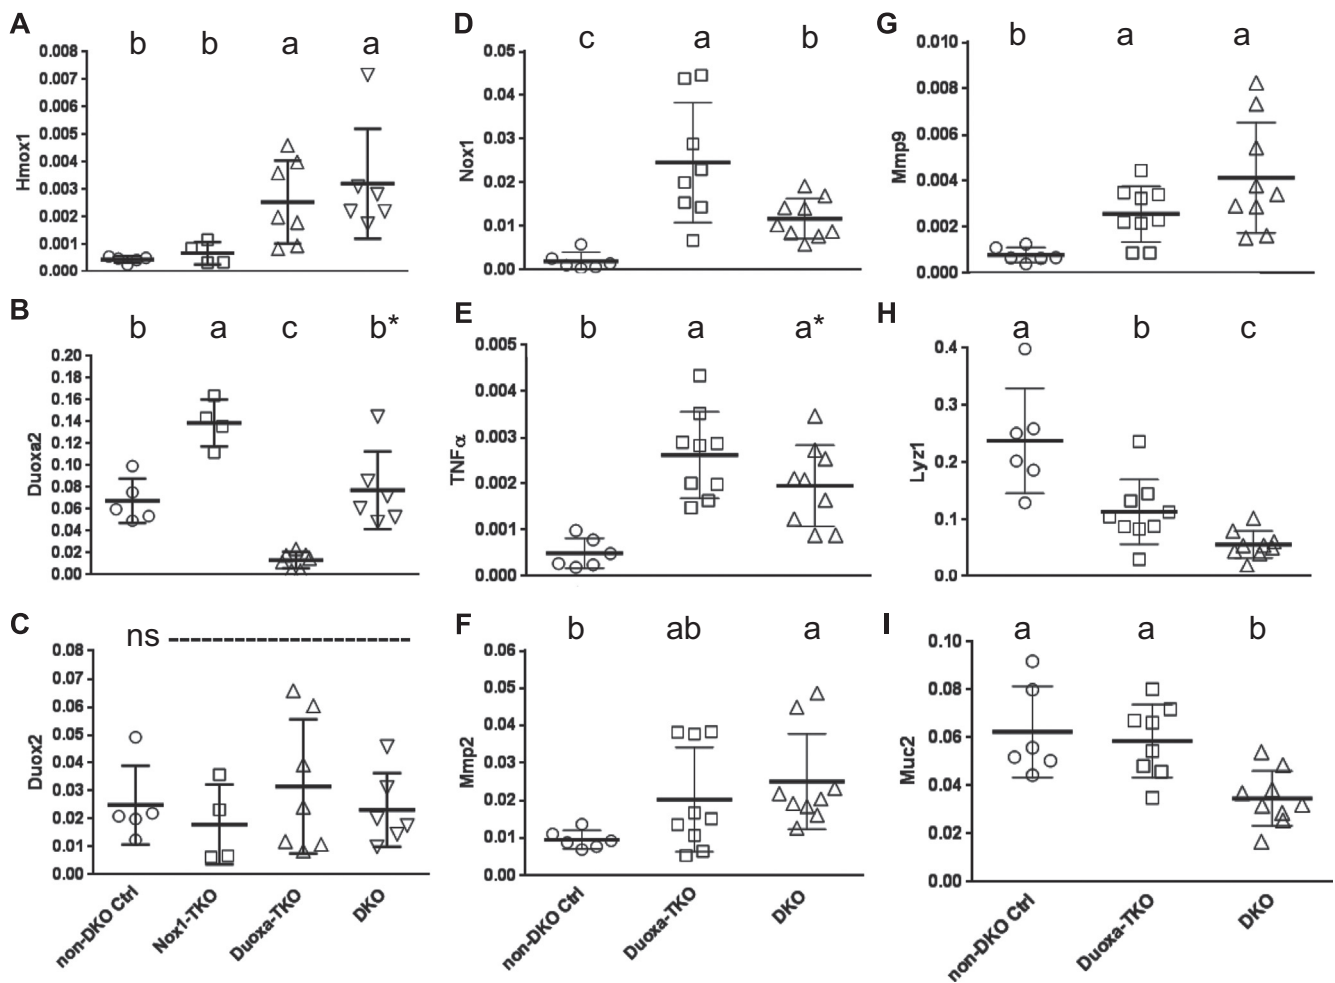 A
b b a a
Hmox1
0.008
0.007
0.006
0.005
0.004
0.003
0.002
0.001
0.000
B
b a c b*
Duoxa2
0.20
0.18
0.16
0.14
0.12
0.10
0.08
0.06
0.04
0.02
0.00
C
ns
Duox2
0.08
0.07
0.06
0.05
0.04
0.03
0.02
0.01
0.00
non-DKO Ctrl
Nox1-TKO
Duoxa-TKO
DKO
D
c a b
Nox1
0.05
0.04
0.03
0.02
0.01
0.00
E
b a a*
TNFα
0.005
0.004
0.003
0.002
0.001
0.000
F
b ab a
Mmp2
0.06
0.05
0.04
0.03
0.02
0.01
0.00
non-DKO Ctrl
Duoxa-TKO
DKO
G
b a a
Mmp9
0.010
0.008
0.006
0.004
0.002
0.000
H
a b c
Lyz1
0.4
0.3
0.2
0.1
0.0
I
a a b
Muc2
0.10
0.08
0.06
0.04
0.02
0.00
non-DKO Ctrl
Duoxa-TKO
DKO